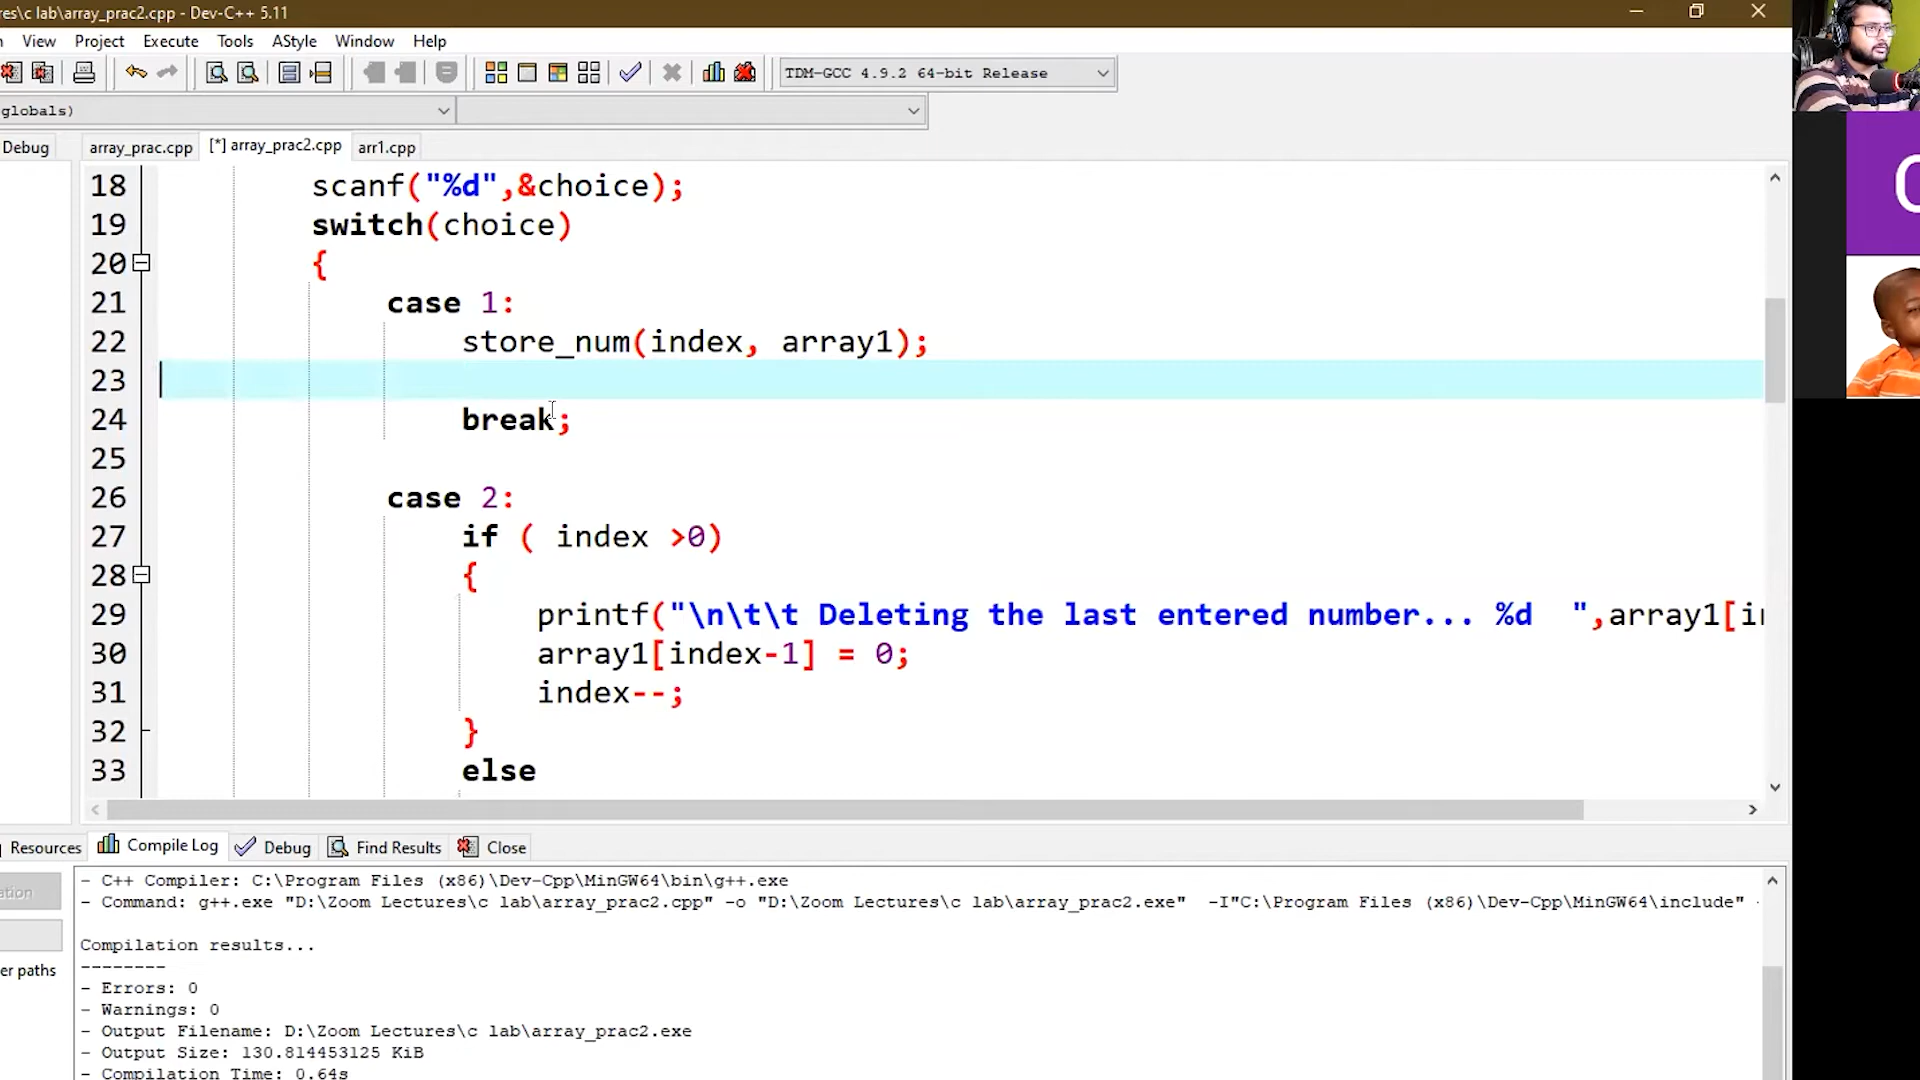 es\c lab\array_prac2.cpp - Dev-C++ 5.11
View Project Execute Tools AStyle Window Help
TDM-GCC 4.9.2 64-bit Release
globals)
Debug array_prac.cpp [*] array_prac2.cpp arr1.cpp
18 scanf("%d",&choice);
19 switch(choice)
20 {
21 case 1:
22 store_num(index, array1);
23
24 break;
25
26 case 2:
27 if ( index >0)
28 {
29 printf("\n\t\t Deleting the last entered number... %d  ",array1[i
30 array1[index-1] = 0;
31 index--;
32 }
33 else
Resources Compile Log Debug Find Results Close
- C++ Compiler: C:\Program Files (x86)\Dev-Cpp\MinGW64\bin\g++.exe
- Command: g++.exe "D:\Zoom Lectures\c lab\array_prac2.cpp" -o "D:\Zoom Lectures\c lab\array_prac2.exe"  -I"C:\Program Files (x86)\Dev-Cpp\MinGW64\include" -
Compilation results...
--------
er paths
- Errors: 0
- Warnings: 0
- Output Filename: D:\Zoom Lectures\c lab\array_prac2.exe
- Output Size: 130.814453125 KiB
- Compilation Time: 0.64s